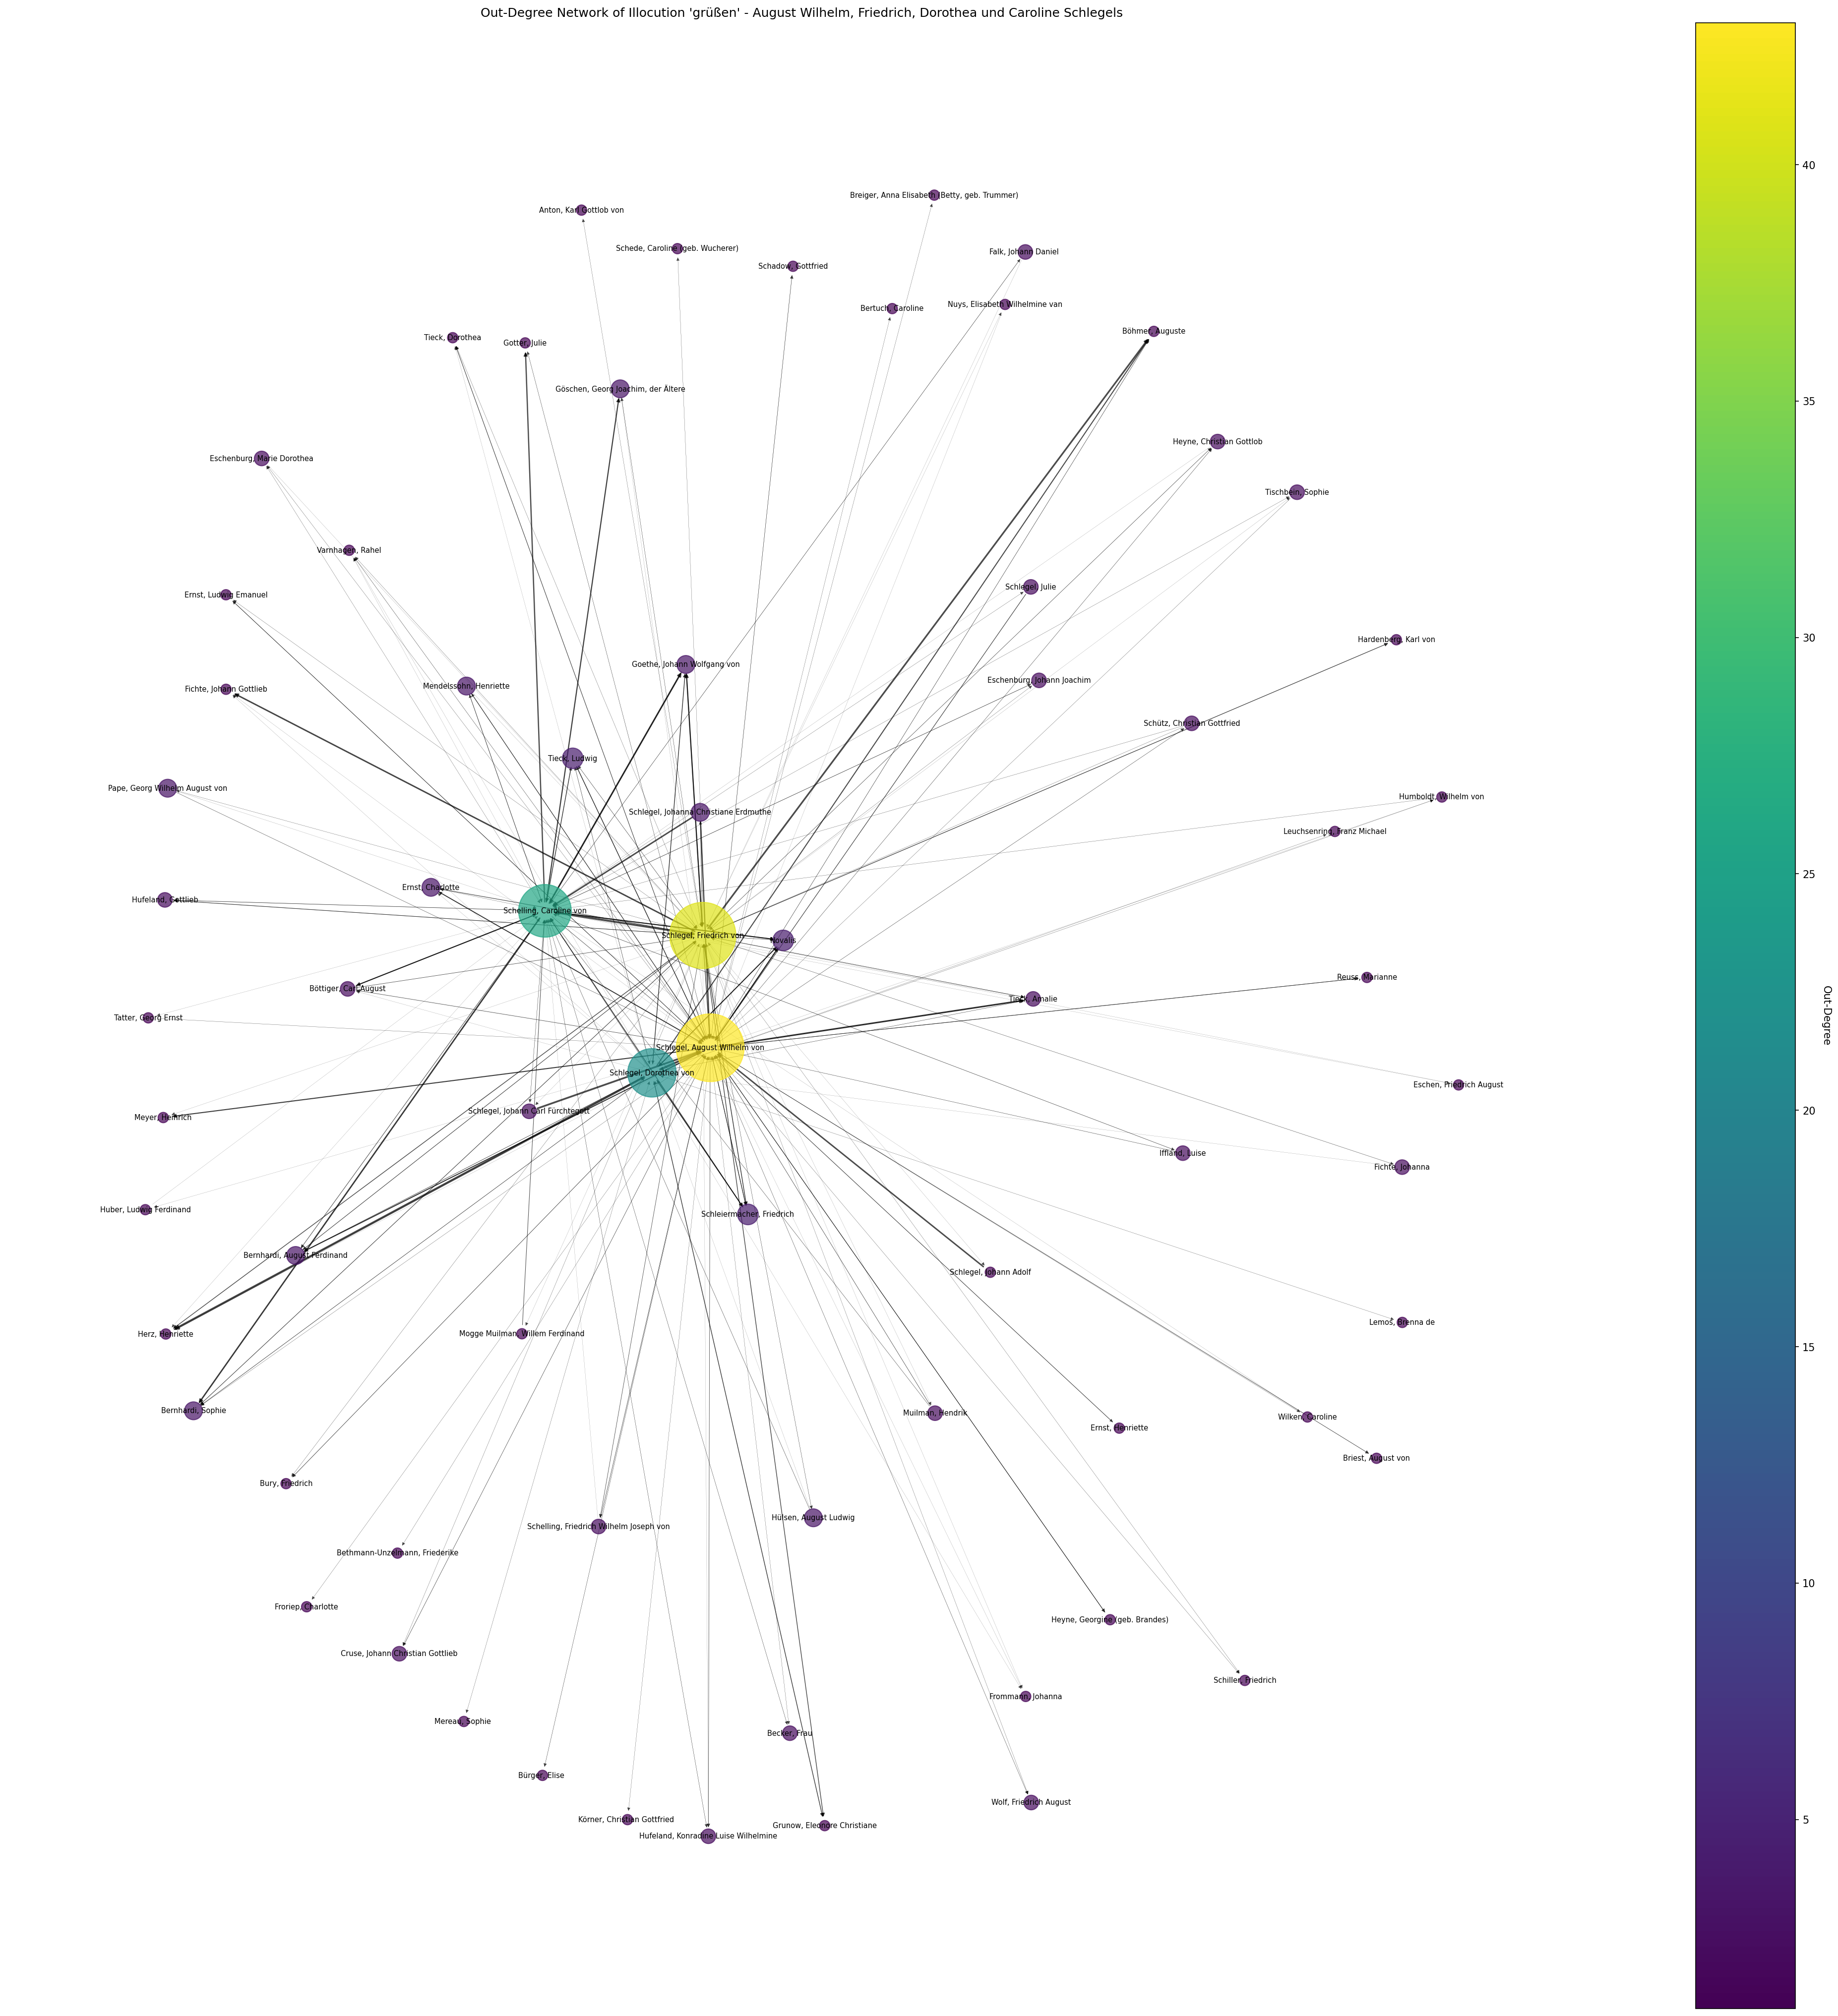 Out-Degree Network of Illocution 'grüßen' - August Wilhelm, Friedrich, Dorothea und Caroline Schlegels
Breiger, Anna Elisabeth (Betty, geb. Trummer)
Anton, Karl Gottlob von
Schede, Caroline (geb. Wucherer)
Falk, Johann Daniel
Schadow, Gottfried
Nuys, Elisabeth Wilhelmine van
Bertuch, Caroline
Böhmer, Auguste
Tieck, Dorothea
Gotter, Julie
Göschen, Georg Joachim, der Ältere
Heyne, Christian Gottlob
Eschenburg, Marie Dorothea
Tischbein, Sophie
Varnhagen, Rahel
Schlegel, Julie
Ernst, Ludwig Emanuel
Hardenberg, Karl von
Goethe, Johann Wolfgang von
Eschenburg, Johann Joachim
Mendelssohn, Henriette
Fichte, Johann Gottlieb
Schütz, Christian Gottfried
Tieck, Ludwig
Pape, Georg Wilhelm August von
Humboldt, Wilhelm von
Schlegel, Johanna Christiane Erdmuthe
Leuchsenring, Franz Michael
Ernst, Charlotte
Hufeland, Gottlieb
Schelling, Caroline von
Schlegel, Friedrich von
Novalis
Reuss, Marianne
Böttiger, Carl August
Tieck, Amalie
Tatter, Georg Ernst
Schlegel, August Wilhelm von
Schlegel, Dorothea von
Eschen, Friedrich August
Schlegel, Johann Carl Fürchtegott
Meyer, Heinrich
Iffland, Luise
Fichte, Johanna
Huber, Ludwig Ferdinand
Schleiermacher, Friedrich
Bernhardi, August Ferdinand
Schlegel, Johann Adolf
Lemos, Brenna de
Herz, Henriette
Mogge Muilman, Willem Ferdinand
Bernhardi, Sophie
Muilman, Hendrik
Wilken, Caroline
Ernst, Henriette
Briest, August von
Bury, Friedrich
Hülsen, August Ludwig
Schelling, Friedrich Wilhelm Joseph von
Bethmann-Unzelmann, Friederike
Froriep, Charlotte
Heyne, Georgine (geb. Brandes)
Cruse, Johann Christian Gottlieb
Schiller, Friedrich
Frommann, Johanna
Mereau, Sophie
Becker, Frau
Bürger, Elise
Wolf, Friedrich August
Körner, Christian Gottfried
Grunow, Eleonore Christiane
Hufeland, Konradine Luise Wilhelmine
40
35
30
25
20
15
10
5
Out-Degree